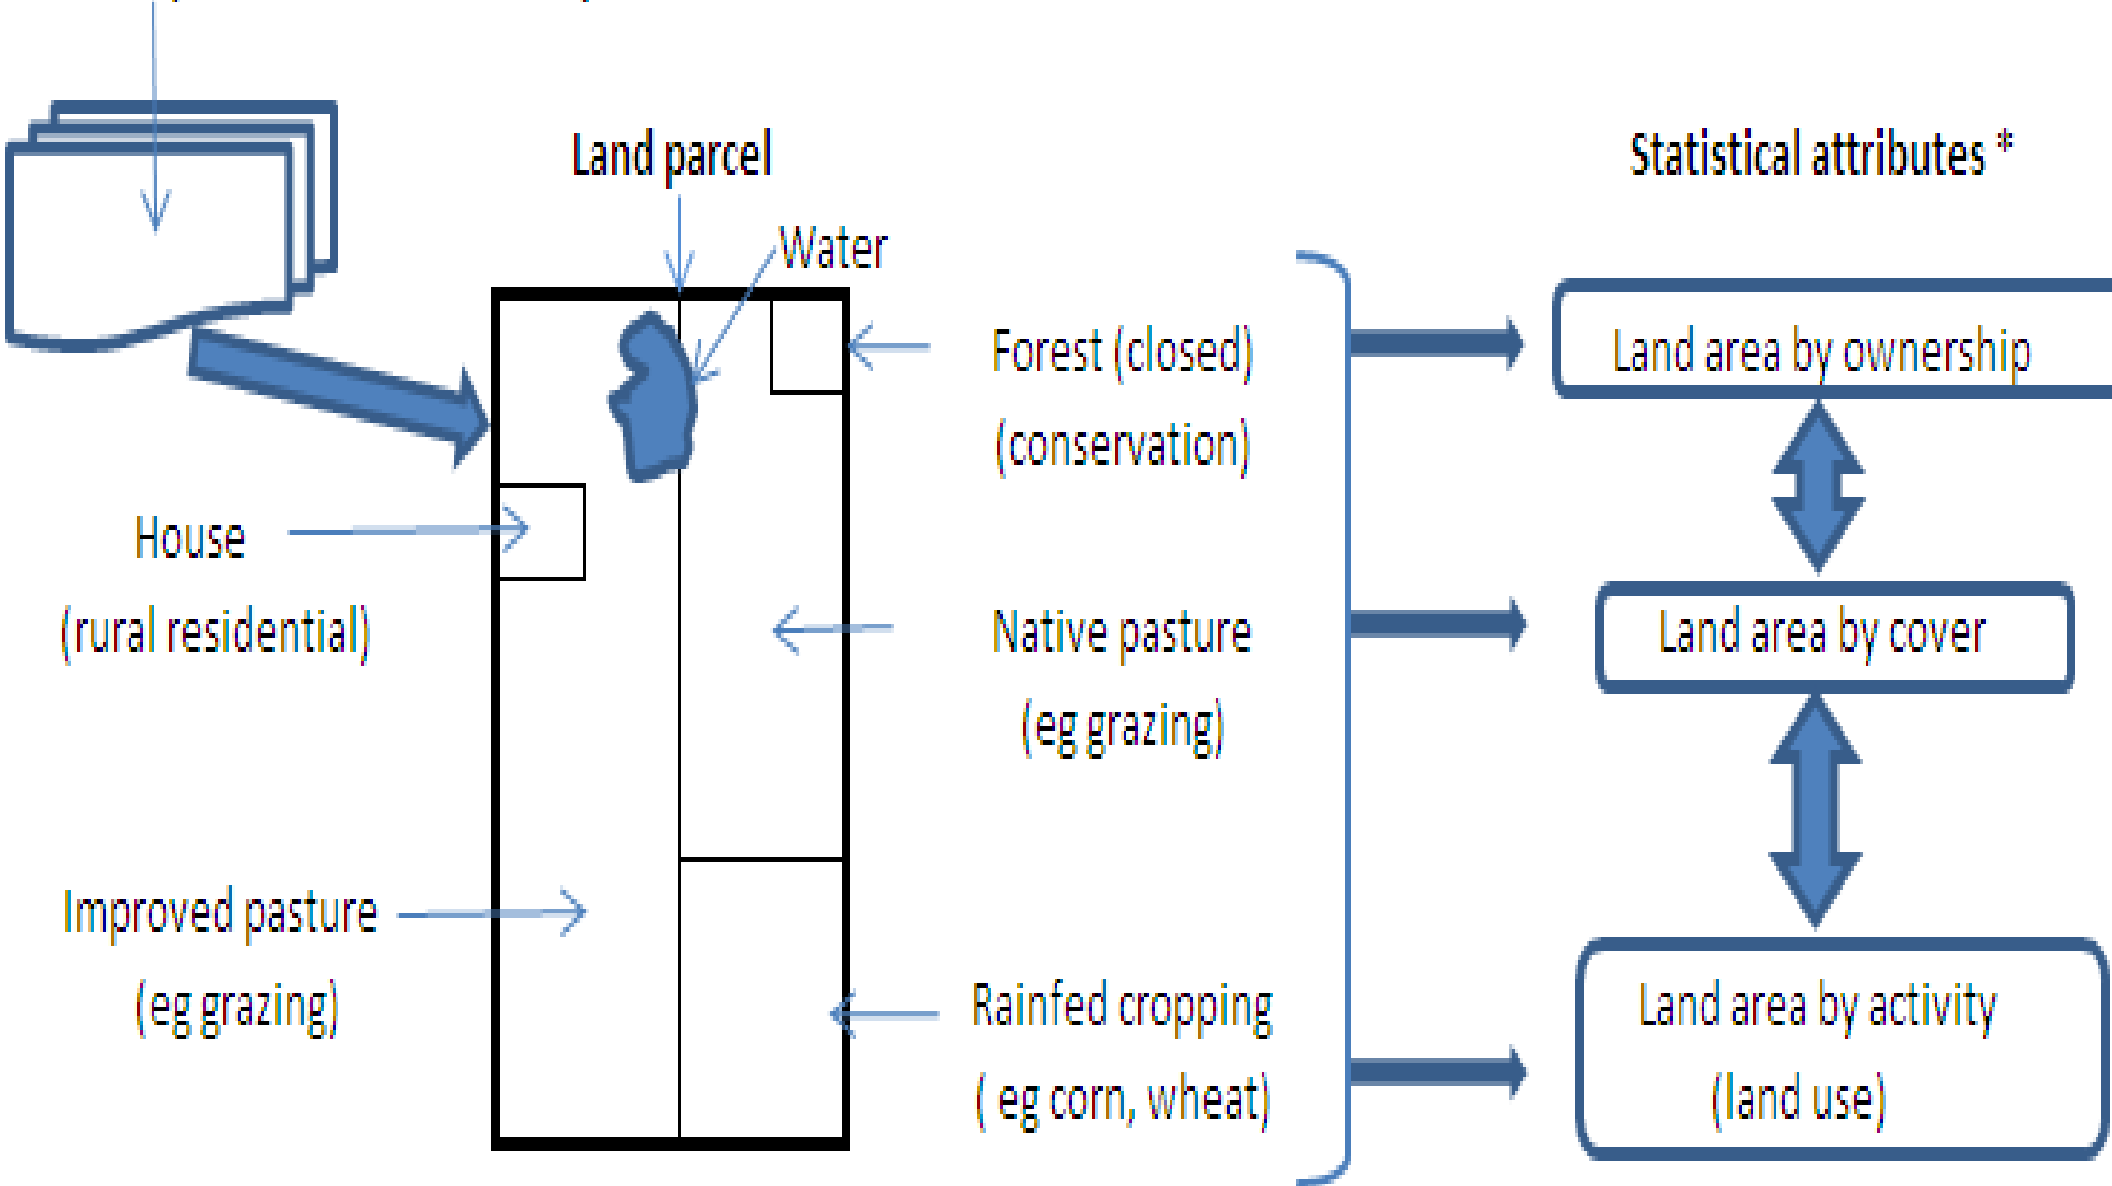 Land parcel
Statistical attributes *
Water
Forest (closed)
(conservation)
Land area by ownership
House
(rural residential)
Native pasture
(eg grazing)
Land area by cover
Improved pasture
(eg grazing)
Rainfed cropping
( eg corn, wheat)
Land area by activity
(land use)